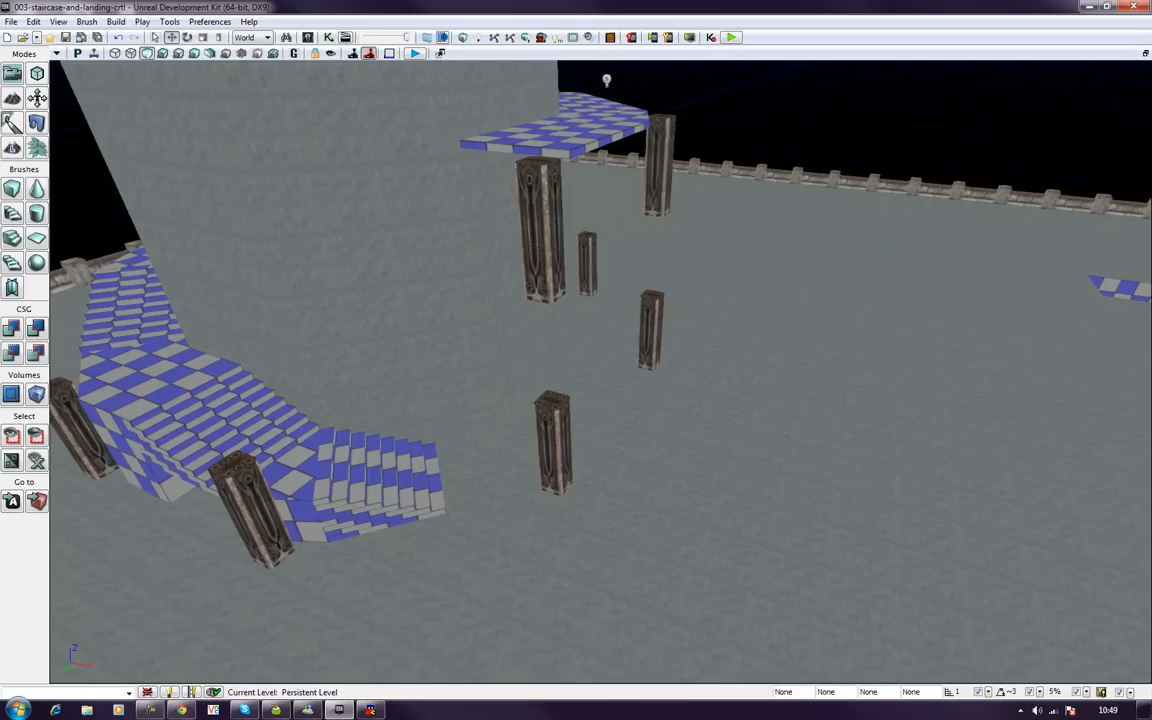 003-staircase-and-landing-crtl - Unreal Development Kit (64-bit, DX9)
File Edit View Brush Build Play Tools Preferences Help
World
P G
Modes
Brushes
CSG
Volumes
Select
Go to
Z
X
Current Level: Persistent Level
None None None None 1 ~3 5%
10:49